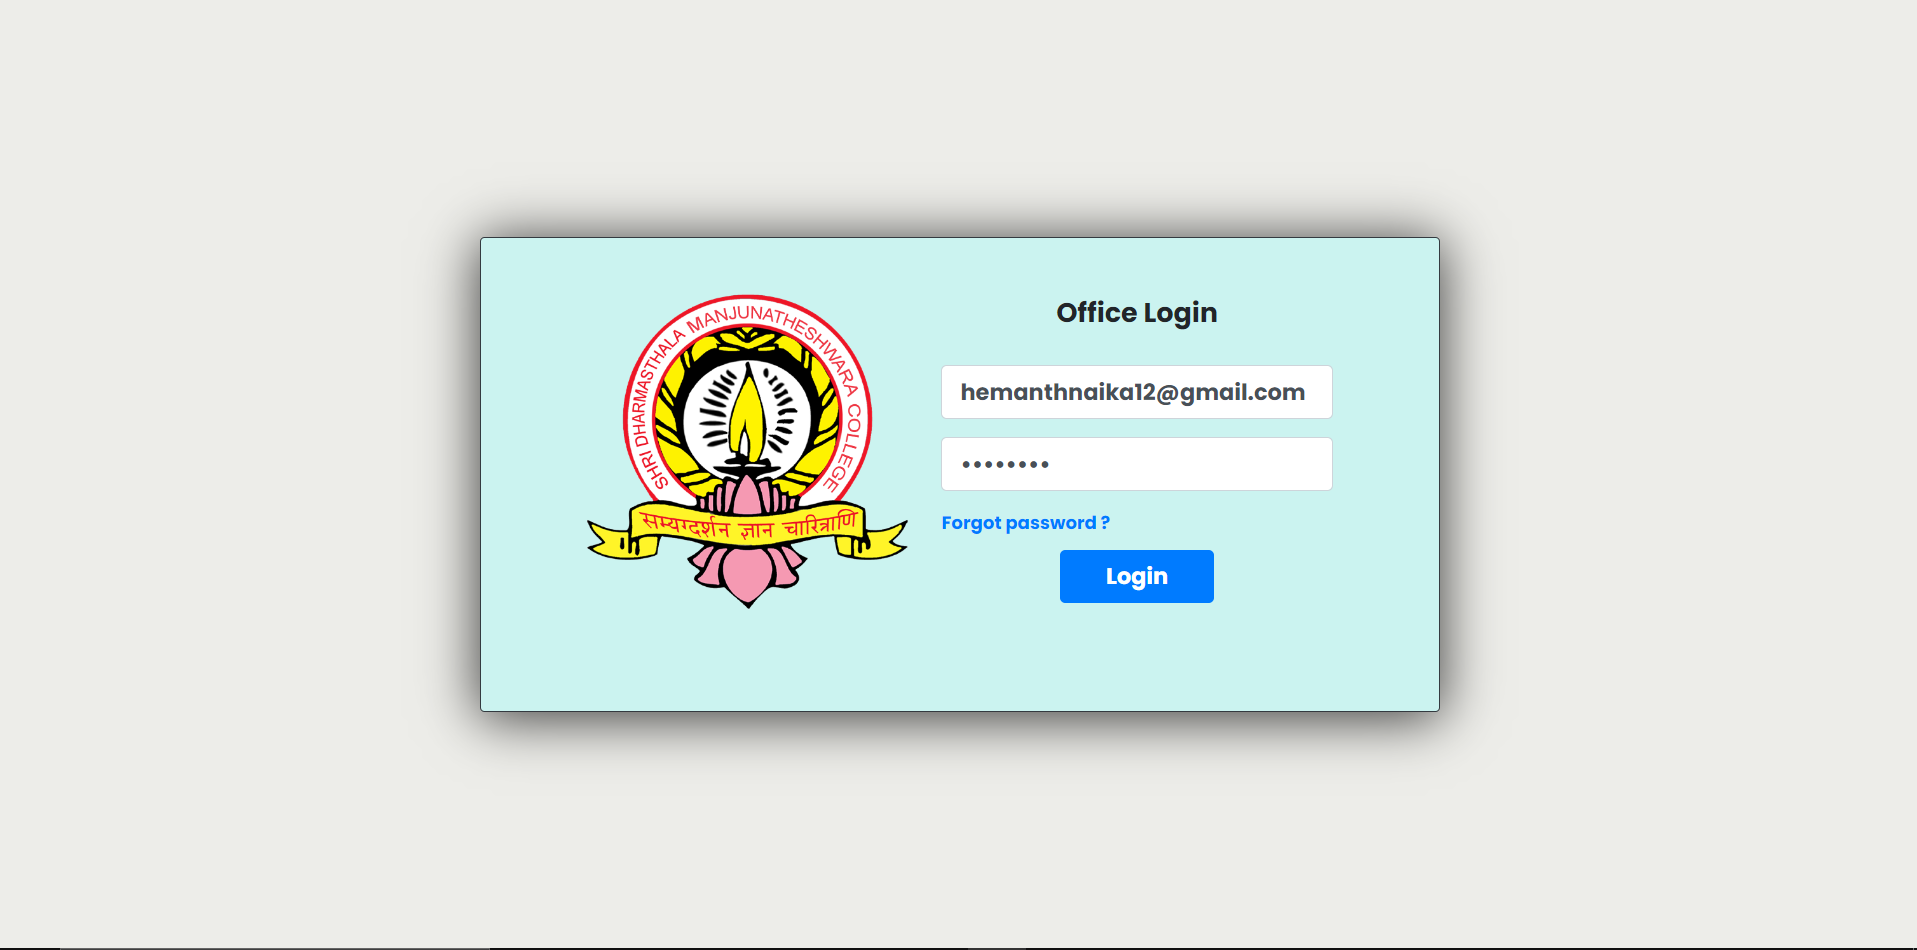 SHRI DHARMASTHALA MANJUNATHESHWARA COLLEGE
सम्यग्दर्शन ज्ञान चारित्राणि
Office Login
hemanthnaika12@gmail.com
••••••••
Forgot password ?
Login